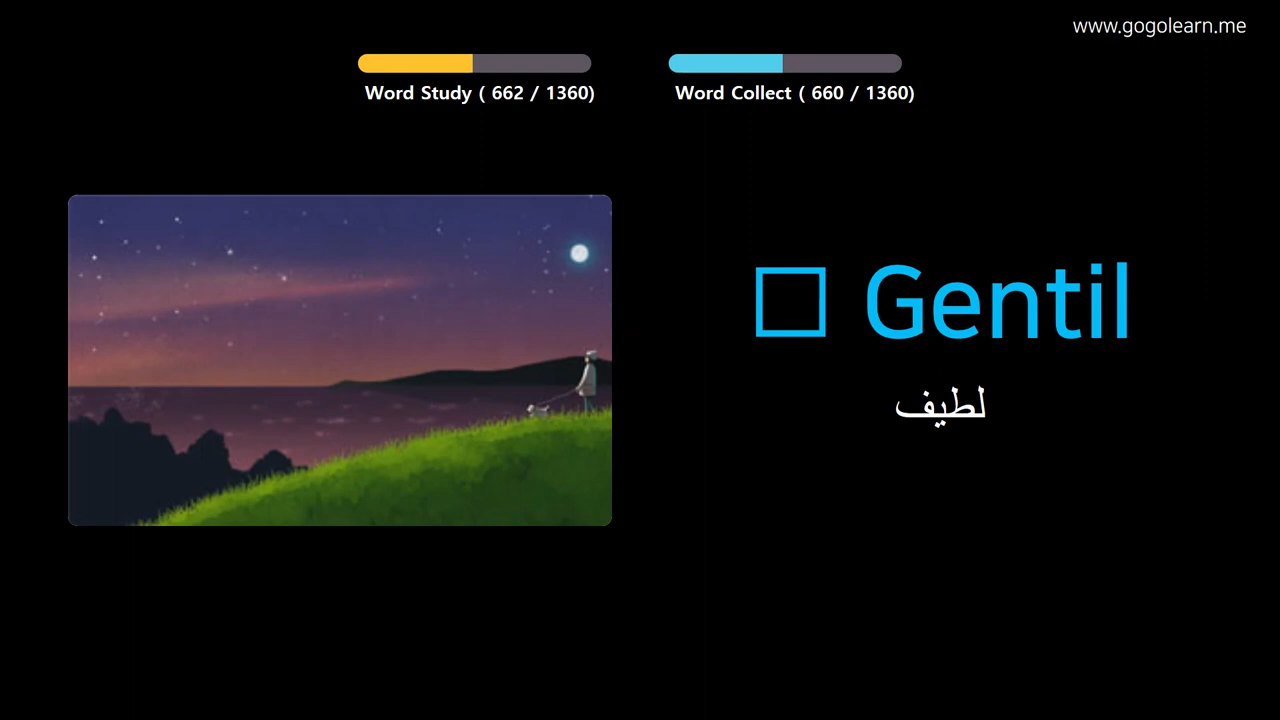 www.gogolearn.me
Word Study ( 662 / 1360)
Word Collect ( 660 / 1360)
☐ Gentil
لطيف